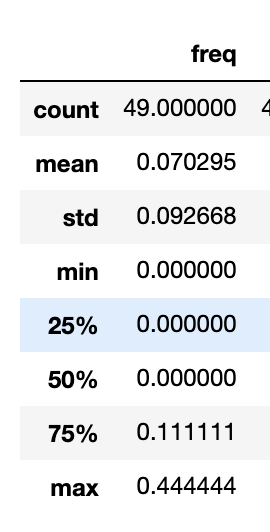 freq
count 49.000000 4
mean 0.070295
std 0.092668
min 0.000000
25% 0.000000
50% 0.000000
75% 0.111111
max 0.444444